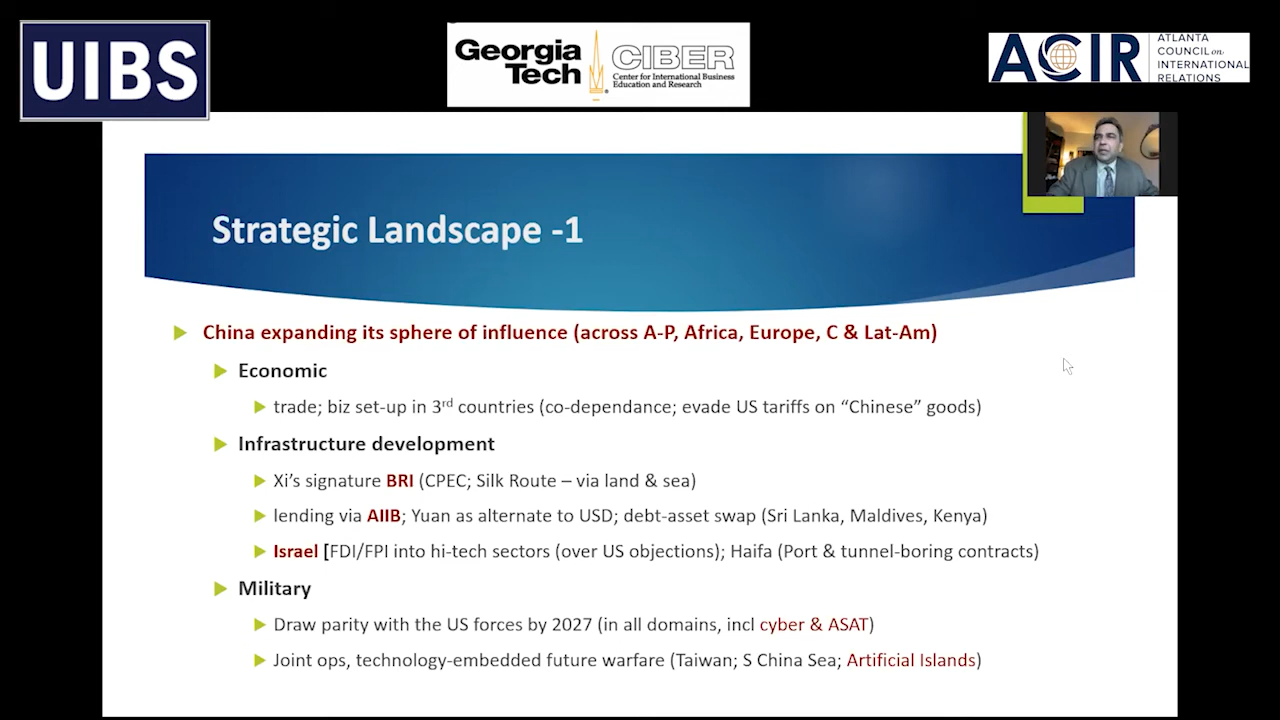 UIBS
Georgia Tech
CIBER
Center for International Business
Education and Research
ACIR
ATLANTA
COUNCIL on
INTERNATIONAL
RELATIONS
Strategic Landscape -1
China expanding its sphere of influence (across A-P, Africa, Europe, C & Lat-Am)
Economic
trade; biz set-up in 3rd countries (co-dependance; evade US tariffs on “Chinese” goods)
Infrastructure development
Xi’s signature BRI (CPEC; Silk Route – via land & sea)
lending via AIIB; Yuan as alternate to USD; debt-asset swap (Sri Lanka, Maldives, Kenya)
Israel [FDI/FPI into hi-tech sectors (over US objections); Haifa (Port & tunnel-boring contracts)
Military
Draw parity with the US forces by 2027 (in all domains, incl cyber & ASAT)
Joint ops, technology-embedded future warfare (Taiwan; S China Sea; Artificial Islands)